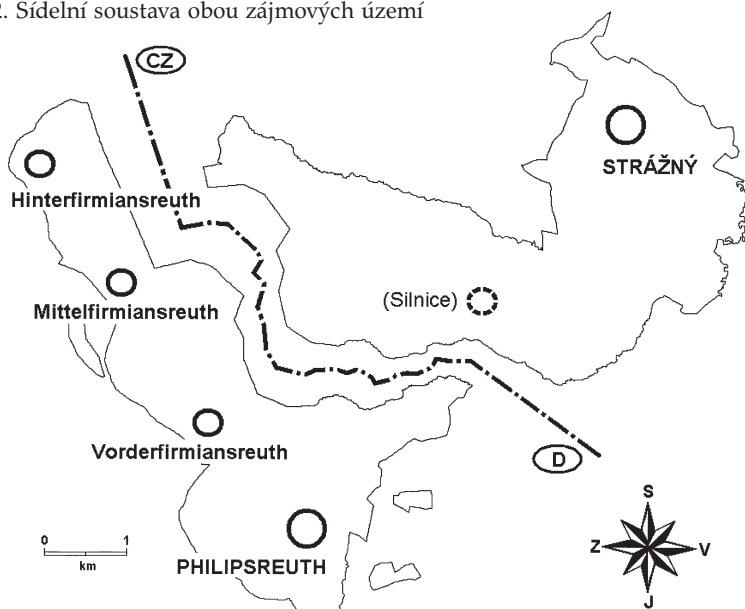 2. Sídelní soustava obou zájmových území
CZ
STRÁŽNÝ
Hinterfirmiansreuth
(Silnice)
Mittelfirmiansreuth
Vorderfirmiansreuth
D
S
Z
V
J
0 1
km
PHILIPSREUTH